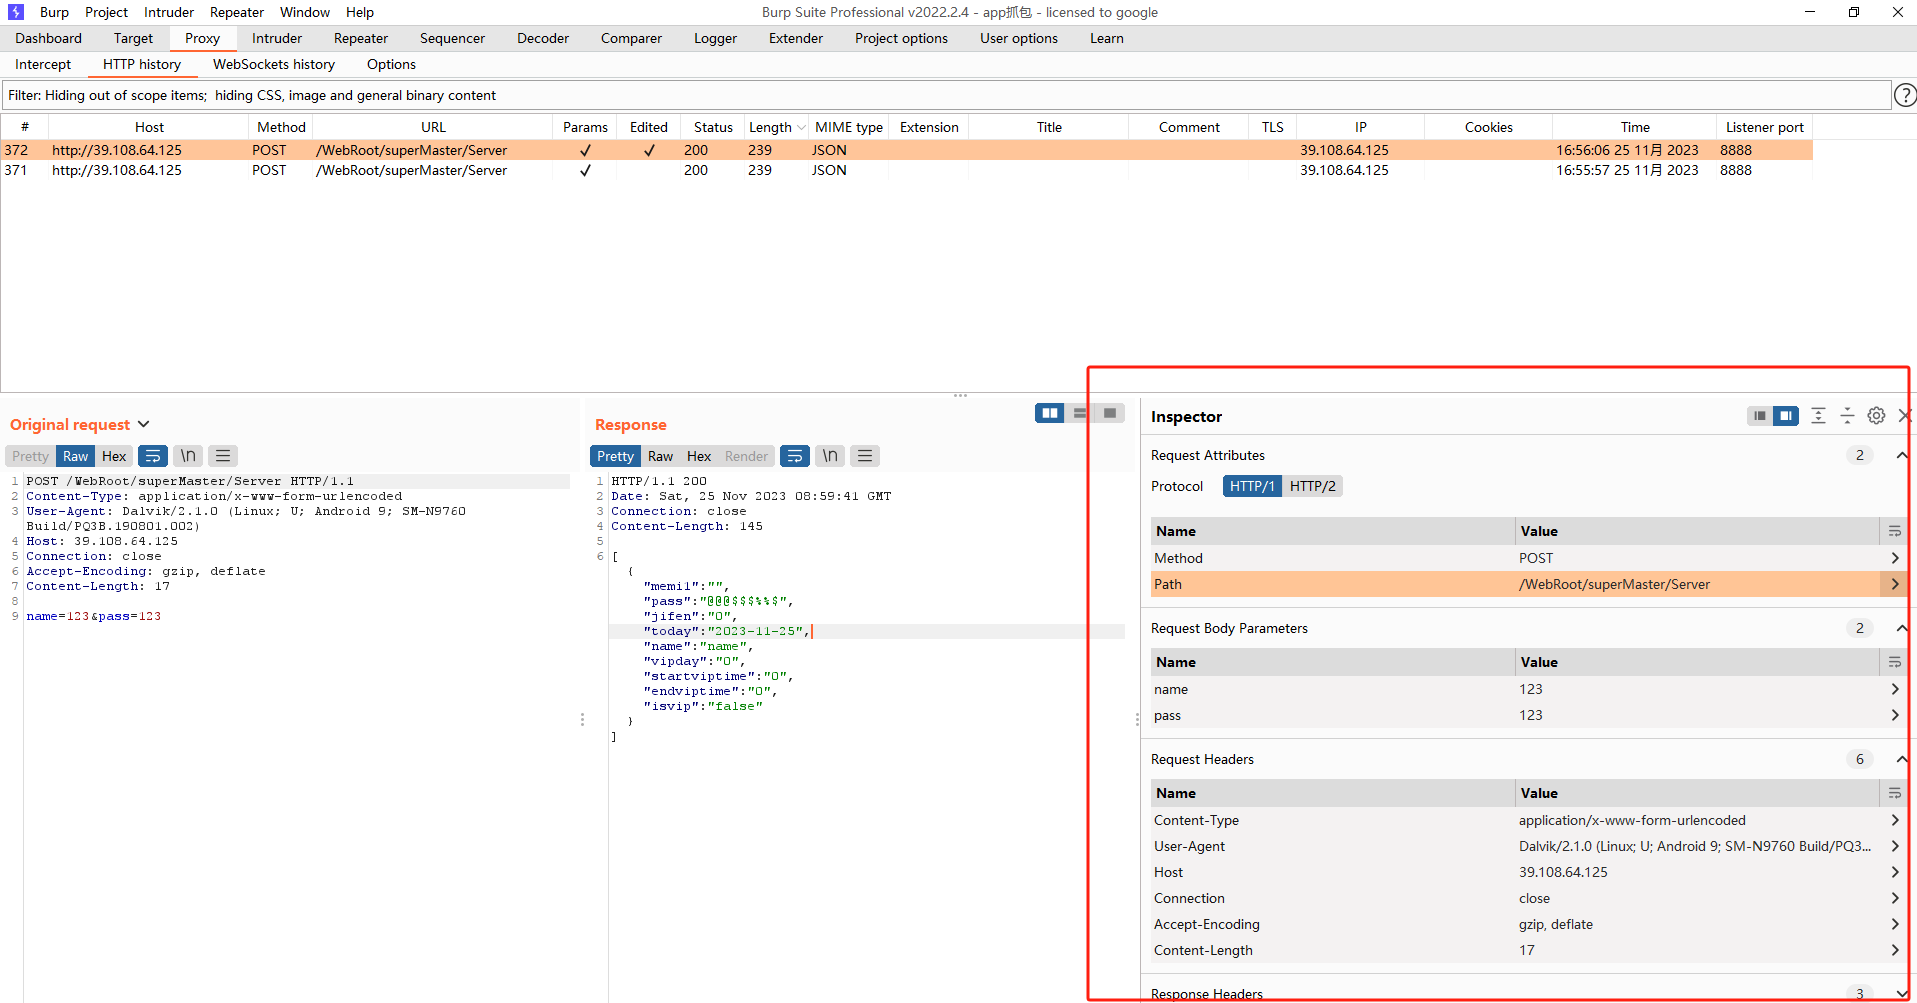 Burp Project Intruder Repeater Window Help
Burp Suite Professional v2022.2.4 - app抓包 - licensed to google
Dashboard Target Proxy Intruder Repeater Sequencer Decoder Comparer Logger Extender Project options User options Learn
Intercept HTTP history WebSockets history Options
Filter: Hiding out of scope items; hiding CSS, image and general binary content
?
# Host Method URL Params Edited Status Length MIME type Extension Title Comment TLS IP Cookies Time Listener port
372 http://39.108.64.125 POST /WebRoot/superMaster/Server ✓ ✓ 200 239 JSON 39.108.64.125 16:56:06 25 11月 2023 8888
371 http://39.108.64.125 POST /WebRoot/superMaster/Server ✓ 200 239 JSON 39.108.64.125 16:55:57 25 11月 2023 8888
Original request
Pretty Raw Hex \n
1 POST /WebRoot/superMaster/Server HTTP/1.1
2 Content-Type: application/x-www-form-urlencoded
3 User-Agent: Dalvik/2.1.0 (Linux; U; Android 9; SM-N9760
Build/PQ3B.190801.002)
4 Host: 39.108.64.125
5 Connection: close
6 Accept-Encoding: gzip, deflate
7 Content-Length: 17
8
9 name=123&pass=123
Response
Pretty Raw Hex Render \n
1 HTTP/1.1 200
2 Date: Sat, 25 Nov 2023 08:59:41 GMT
3 Connection: close
4 Content-Length: 145
5
6 [
{
"memi1":"",
"pass":"@@@$$$%%$",
"jifen":"0",
"today":"2023-11-25",
"name":"name",
"vipday":"0",
"startviptime":"0",
"endviptime":"0",
"isvip":"false"
}
]
Inspector
Request Attributes 2
Protocol HTTP/1 HTTP/2
Name Value
Method POST
Path /WebRoot/superMaster/Server
Request Body Parameters 2
Name Value
name 123
pass 123
Request Headers 6
Name Value
Content-Type application/x-www-form-urlencoded
User-Agent Dalvik/2.1.0 (Linux; U; Android 9; SM-N9760 Build/PQ3...
Host 39.108.64.125
Connection close
Accept-Encoding gzip, deflate
Content-Length 17
Response Headers 3